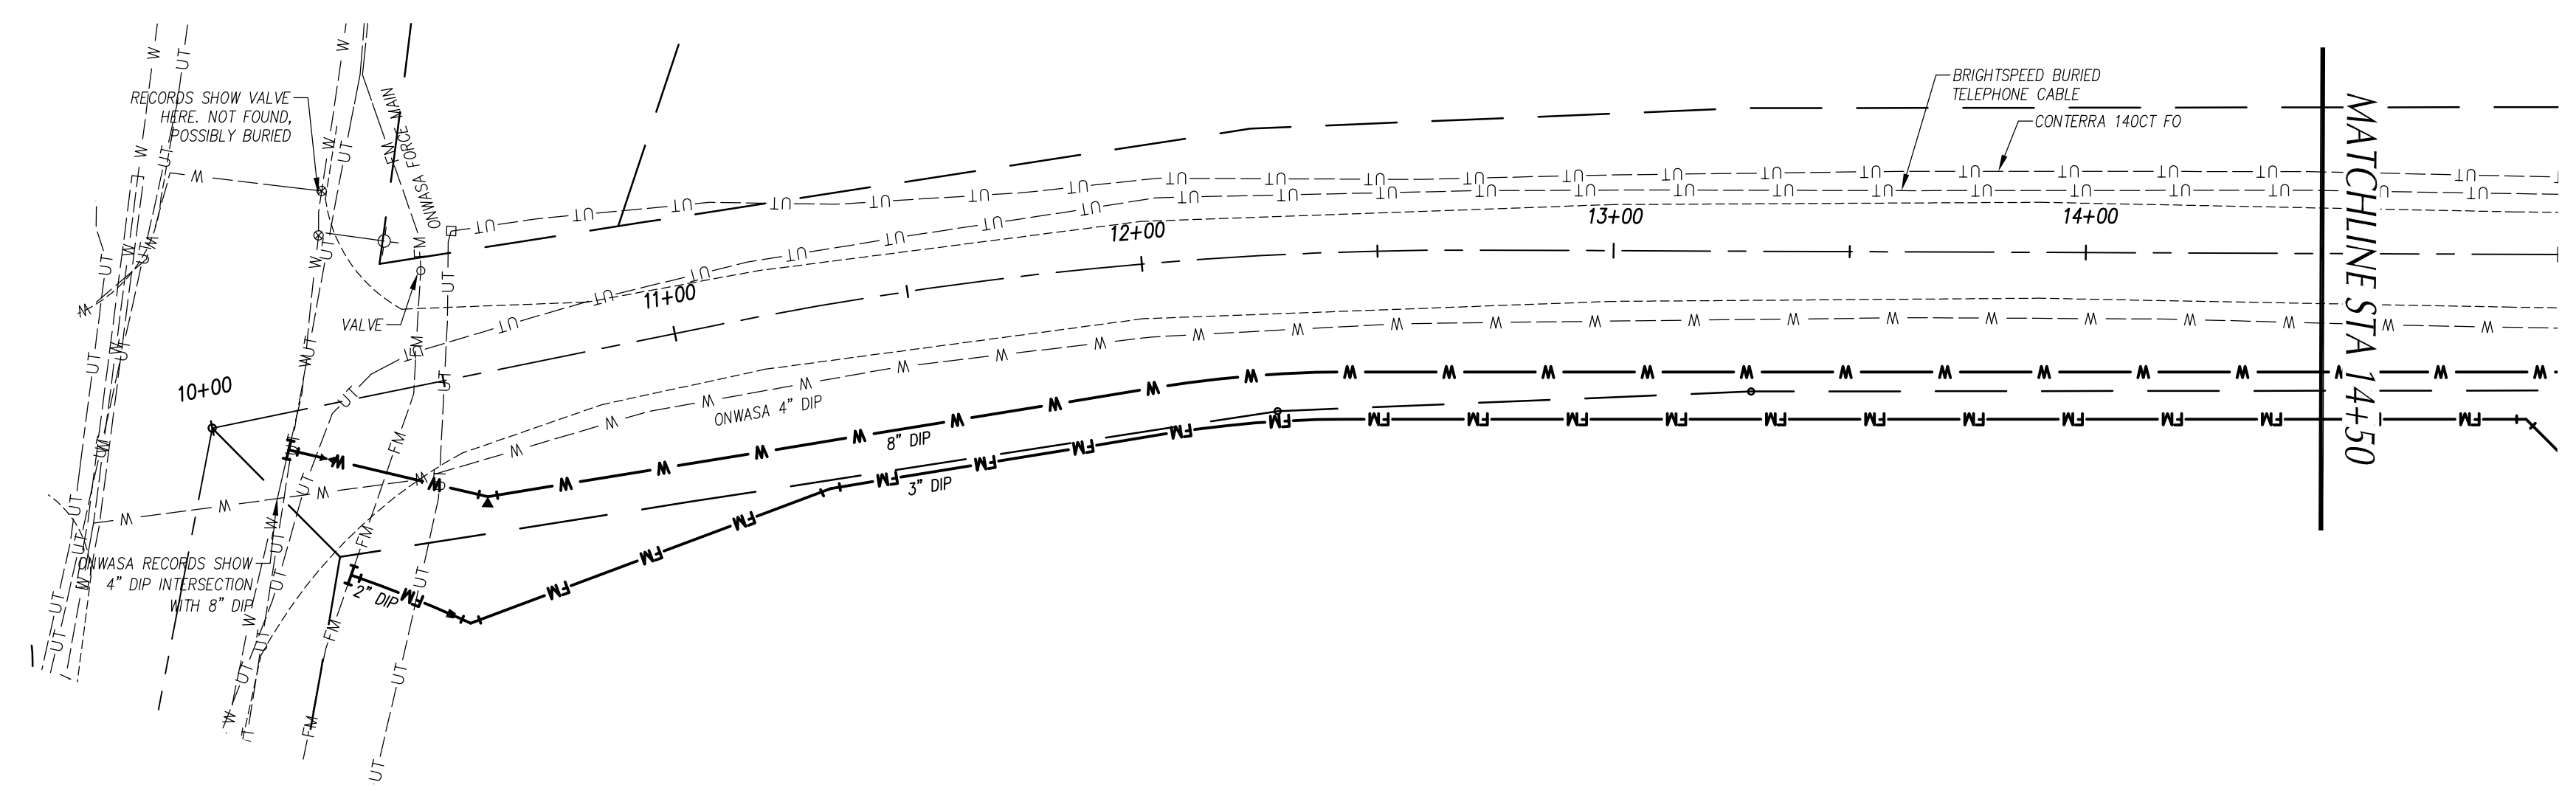 RECORDS SHOW VALVE
HERE. NOT FOUND,
POSSIBLY BURIED
ONWASA FORCE MAIN
BRIGHTSPEED BURIED
TELEPHONE CABLE
CONTERRA 140CT FO
VALVE
10+00
11+00
12+00
13+00
14+00
ONWASA 4" DIP
8" DIP
3" DIP
2" DIP
ONWASA RECORDS SHOW
4" DIP INTERSECTION
WITH 8" DIP
MATCHLINE STA 14+50
W
UT
FM